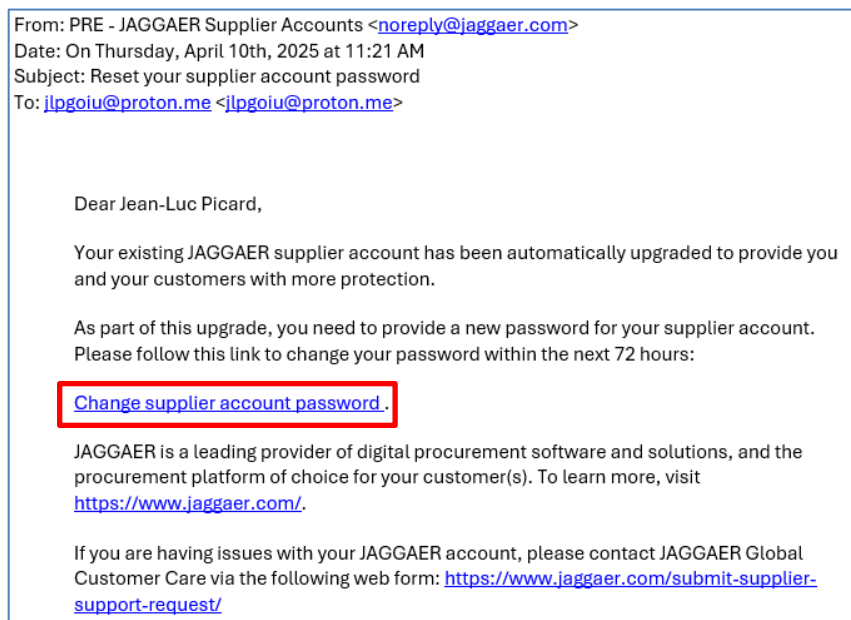 From: PRE - JAGGAER Supplier Accounts <noreply@jaggaer.com>
Date: On Thursday, April 10th, 2025 at 11:21 AM
Subject: Reset your supplier account password
To: jlpgoiu@proton.me <jlpgoiu@proton.me>
Dear Jean-Luc Picard,
Your existing JAGGAER supplier account has been automatically upgraded to provide you
and your customers with more protection.
As part of this upgrade, you need to provide a new password for your supplier account.
Please follow this link to change your password within the next 72 hours:
Change supplier account password .
JAGGAER is a leading provider of digital procurement software and solutions, and the
procurement platform of choice for your customer(s). To learn more, visit
https://www.jaggaer.com/.
If you are having issues with your JAGGAER account, please contact JAGGAER Global
Customer Care via the following web form: https://www.jaggaer.com/submit-supplier-
support-request/